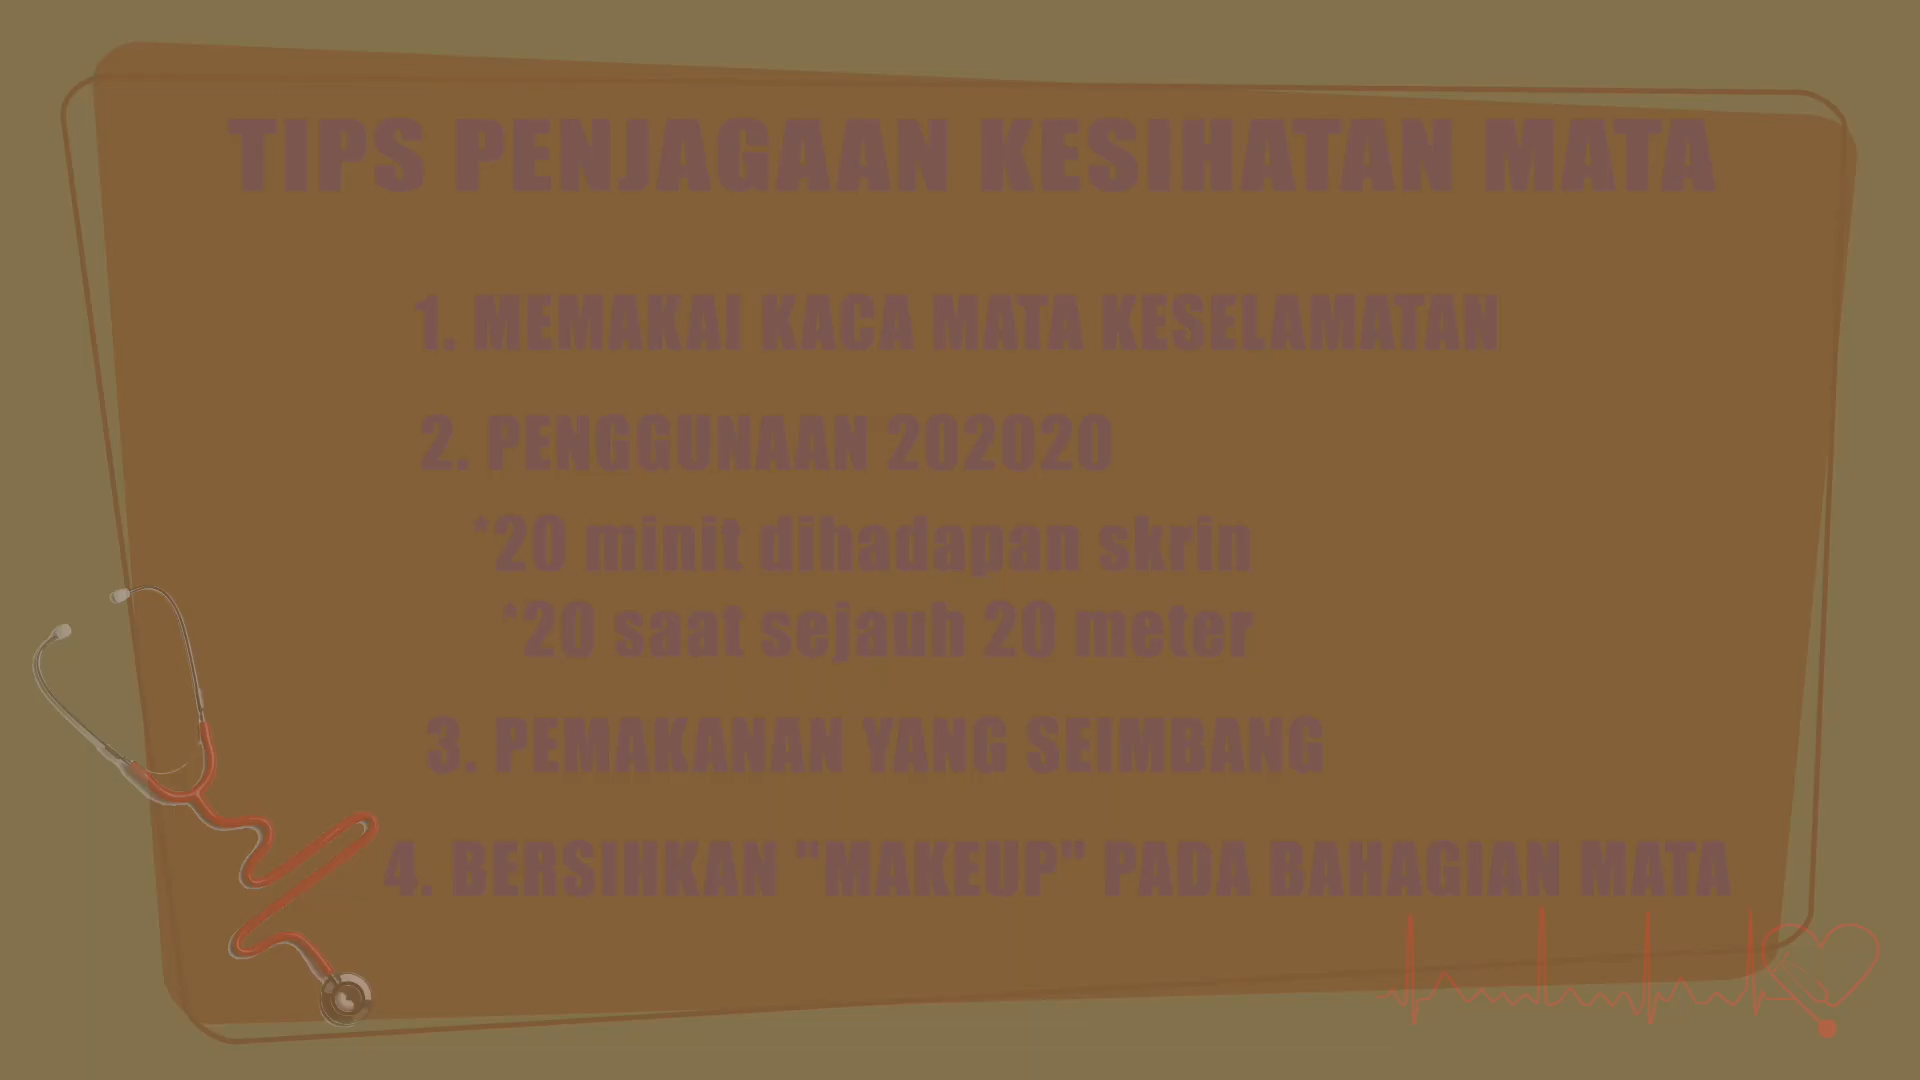 TIPS PENJAGAAN KESIHATAN MATA
1. MEMAKAI KACA MATA KESELAMATAN
2. PENGGUNAAN 202020
*20 minit dihadapan skrin
*20 saat sejauh 20 meter
3. PEMAKANAN YANG SEIMBANG
4. BERSIHKAN "MAKEUP" PADA BAHAGIAN MATA